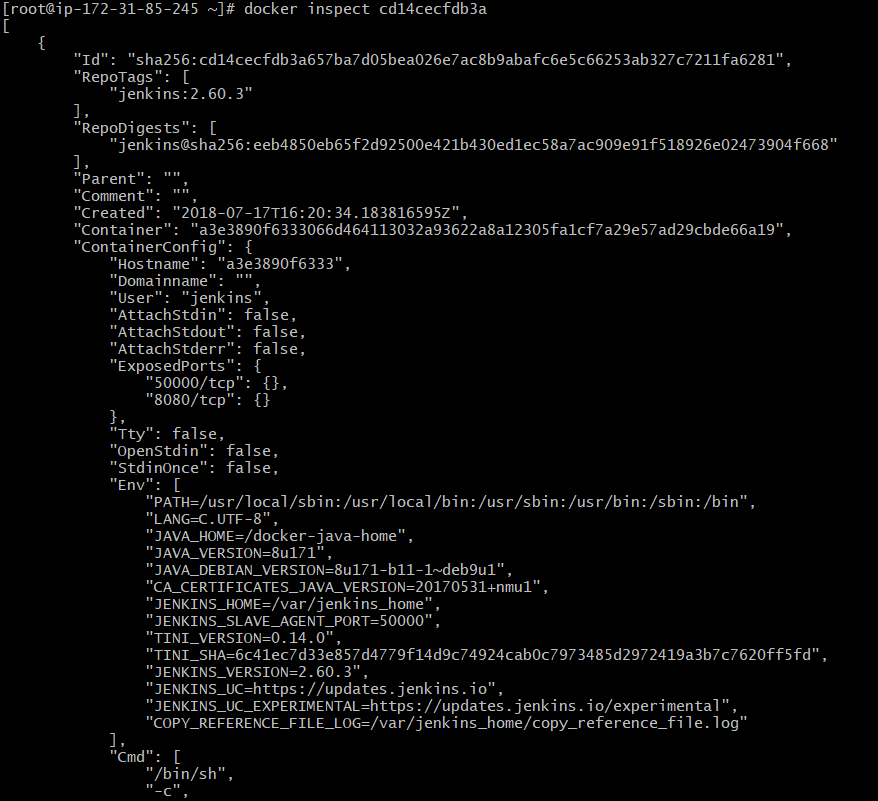 [root@ip-172-31-85-245 ~]# docker inspect cd14cecfdb3a
[
    {
        "Id": "sha256:cd14cecfdb3a657ba7d05bea026e7ac8b9abafc6e5c66253ab327c7211fa6281",
        "RepoTags": [
            "jenkins:2.60.3"
        ],
        "RepoDigests": [
            "jenkins@sha256:eeb4850eb65f2d92500e421b430ed1ec58a7ac909e91f518926e02473904f668"
        ],
        "Parent": "",
        "Comment": "",
        "Created": "2018-07-17T16:20:34.183816595Z",
        "Container": "a3e3890f6333066d464113032a93622a8a12305fa1cf7a29e57ad29cbde66a19",
        "ContainerConfig": {
            "Hostname": "a3e3890f6333",
            "Domainname": "",
            "User": "jenkins",
            "AttachStdin": false,
            "AttachStdout": false,
            "AttachStderr": false,
            "ExposedPorts": {
                "50000/tcp": {},
                "8080/tcp": {}
            },
            "Tty": false,
            "OpenStdin": false,
            "StdinOnce": false,
            "Env": [
                "PATH=/usr/local/sbin:/usr/local/bin:/usr/sbin:/usr/bin:/sbin:/bin",
                "LANG=C.UTF-8",
                "JAVA_HOME=/docker-java-home",
                "JAVA_VERSION=8u171",
                "JAVA_DEBIAN_VERSION=8u171-b11-1~deb9u1",
                "CA_CERTIFICATES_JAVA_VERSION=20170531+nmu1",
                "JENKINS_HOME=/var/jenkins_home",
                "JENKINS_SLAVE_AGENT_PORT=50000",
                "TINI_VERSION=0.14.0",
                "TINI_SHA=6c41ec7d33e857d4779f14d9c74924cab0c7973485d2972419a3b7c7620ff5fd",
                "JENKINS_VERSION=2.60.3",
                "JENKINS_UC=https://updates.jenkins.io",
                "JENKINS_UC_EXPERIMENTAL=https://updates.jenkins.io/experimental",
                "COPY_REFERENCE_FILE_LOG=/var/jenkins_home/copy_reference_file.log"
            ],
            "Cmd": [
                "/bin/sh",
                "-c",